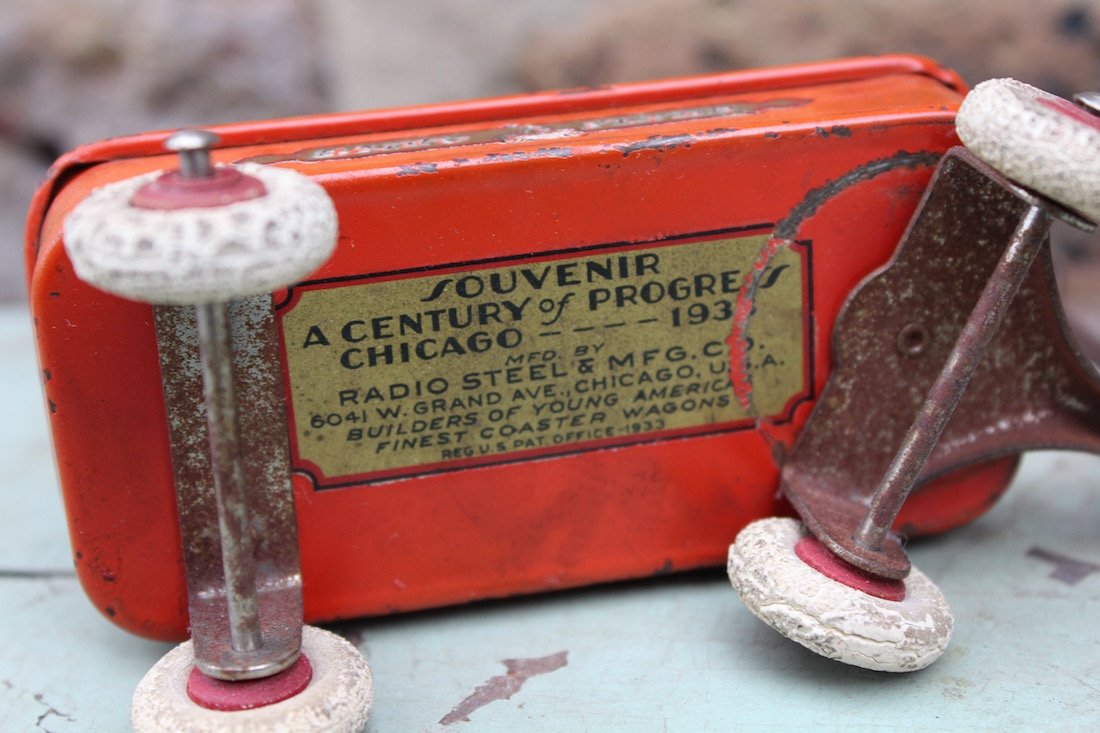 SOUVENIR
A CENTURY of PROGRESS
CHICAGO - - - - 193
MFD. BY
RADIO STEEL & MFG. CO.
6041 W. GRAND AVE., CHICAGO, U.S.A.
BUILDERS OF YOUNG AMERICA
FINEST COASTER WAGONS
REG U.S PAT. OFFICE-1933